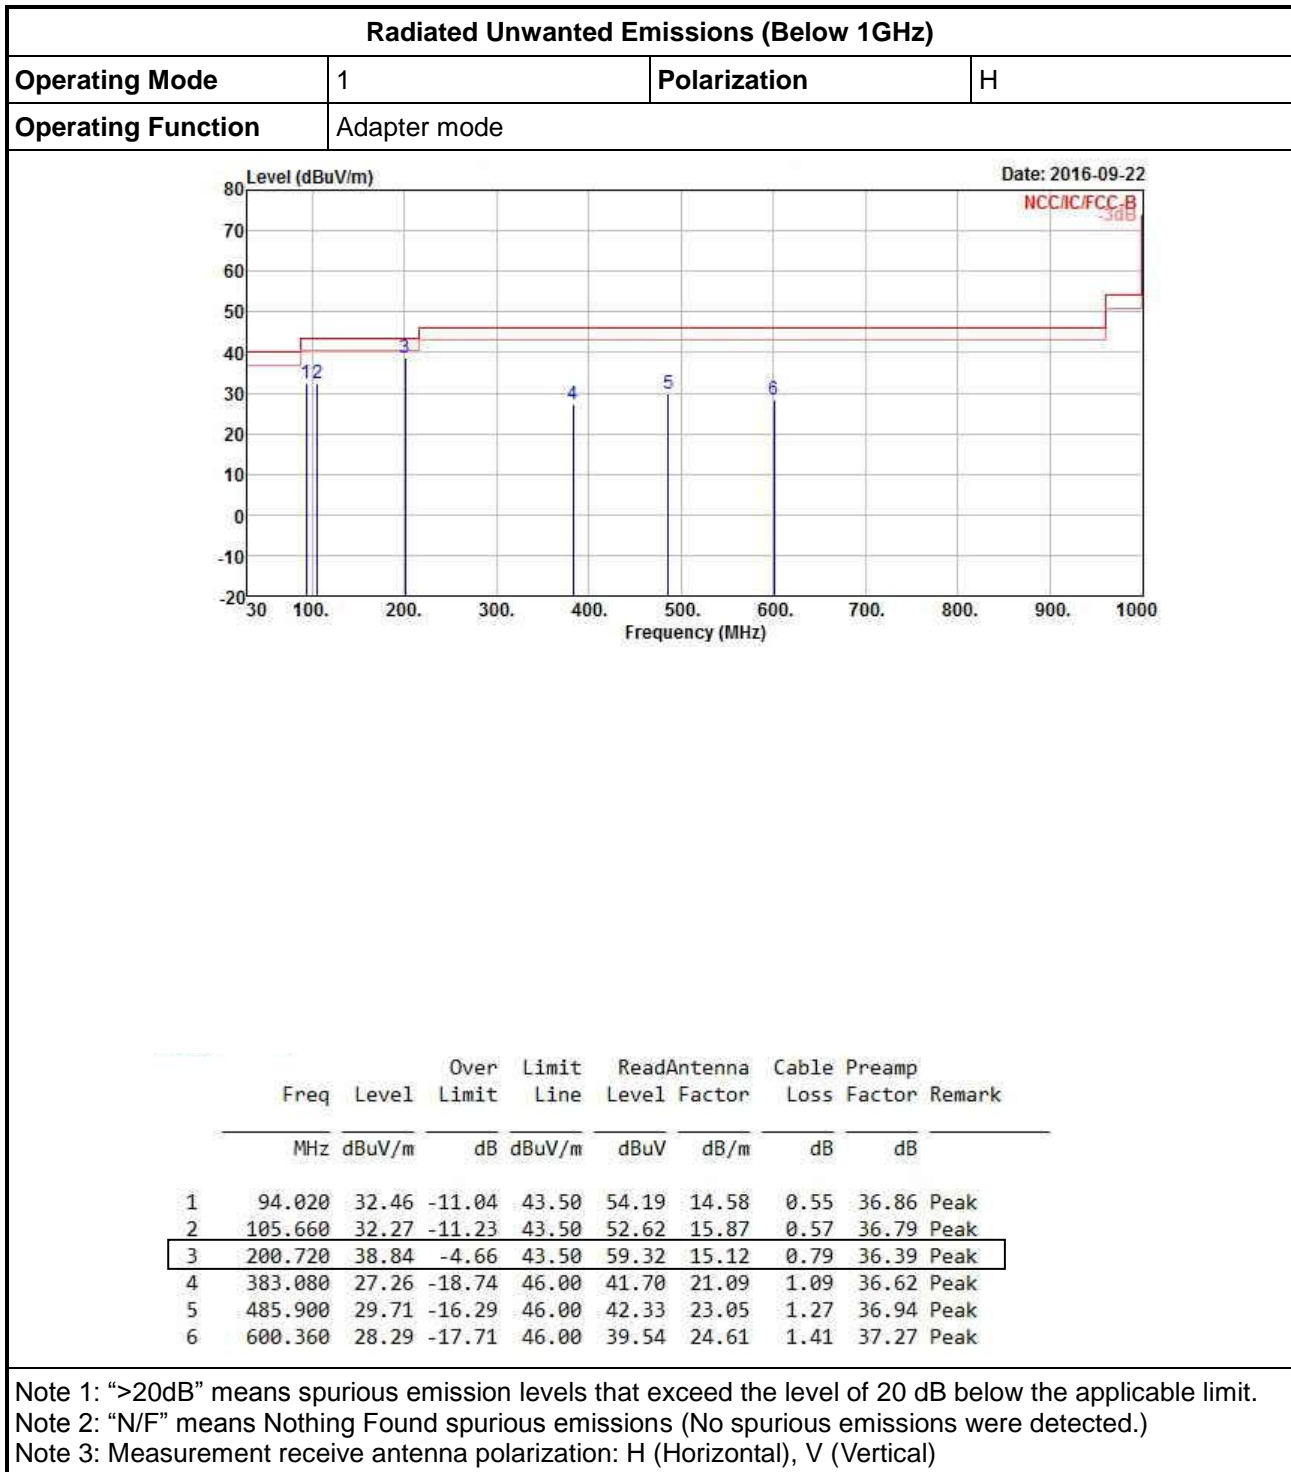 Radiated Unwanted Emissions (Below 1GHz)
Operating Mode 1 Polarization H
Operating Function Adapter mode
Level (dBuV/m) Date: 2016-09-22
80
NCC/IC/FCC-B
-3dB
70
60
50
40
3
12
30
4
5
6
20
10
0
-10
-20
30 100. 200. 300. 400. 500. 600. 700. 800. 900. 1000
Frequency (MHz)
Over Limit ReadAntenna Cable Preamp
Freq Level Limit Line Level Factor Loss Factor Remark
MHz dBuV/m dB dBuV/m dBuV dB/m dB dB
1 94.020 32.46 -11.04 43.50 54.19 14.58 0.55 36.86 Peak
2 105.660 32.27 -11.23 43.50 52.62 15.87 0.57 36.79 Peak
3 200.720 38.84 -4.66 43.50 59.32 15.12 0.79 36.39 Peak
4 383.080 27.26 -18.74 46.00 41.70 21.09 1.09 36.62 Peak
5 485.900 29.71 -16.29 46.00 42.33 23.05 1.27 36.94 Peak
6 600.360 28.29 -17.71 46.00 39.54 24.61 1.41 37.27 Peak
Note 1: “>20dB” means spurious emission levels that exceed the level of 20 dB below the applicable limit.
Note 2: “N/F” means Nothing Found spurious emissions (No spurious emissions were detected.)
Note 3: Measurement receive antenna polarization: H (Horizontal), V (Vertical)